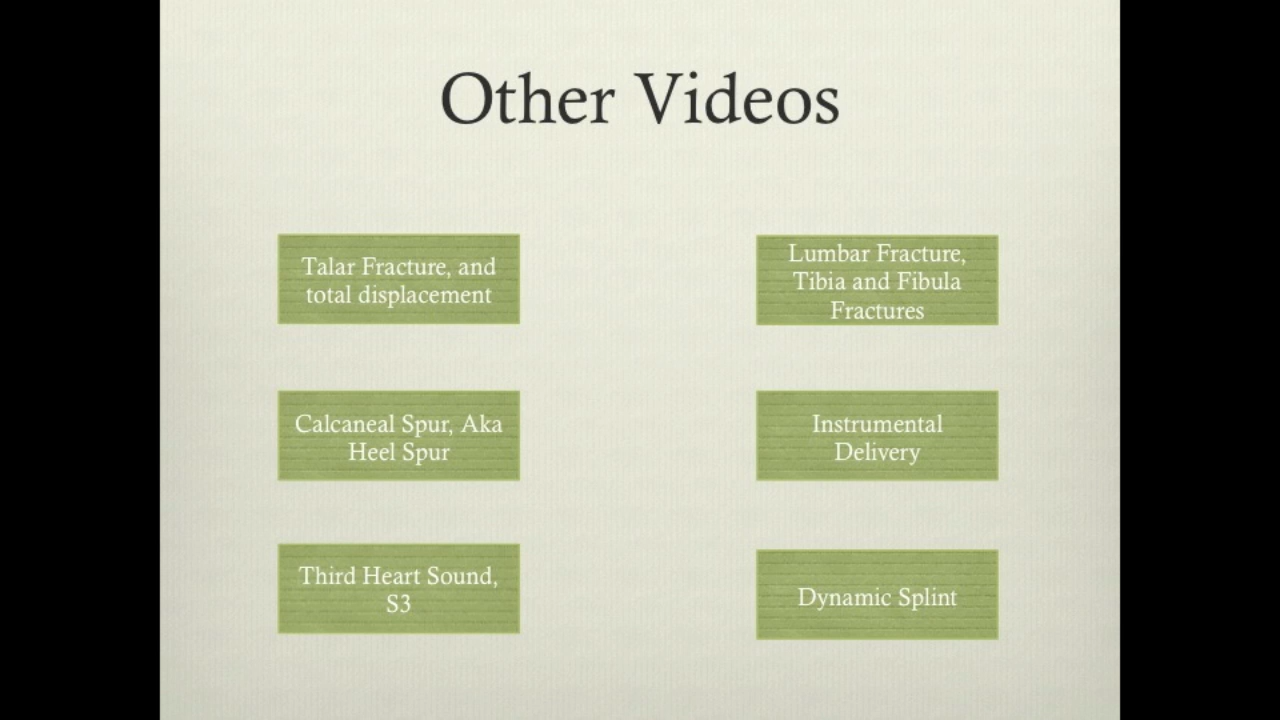 Other Videos
Talar Fracture, and
total displacement
Lumbar Fracture,
Tibia and Fibula
Fractures
Calcaneal Spur, Aka
Heel Spur
Instrumental
Delivery
Third Heart Sound,
S3
Dynamic Splint